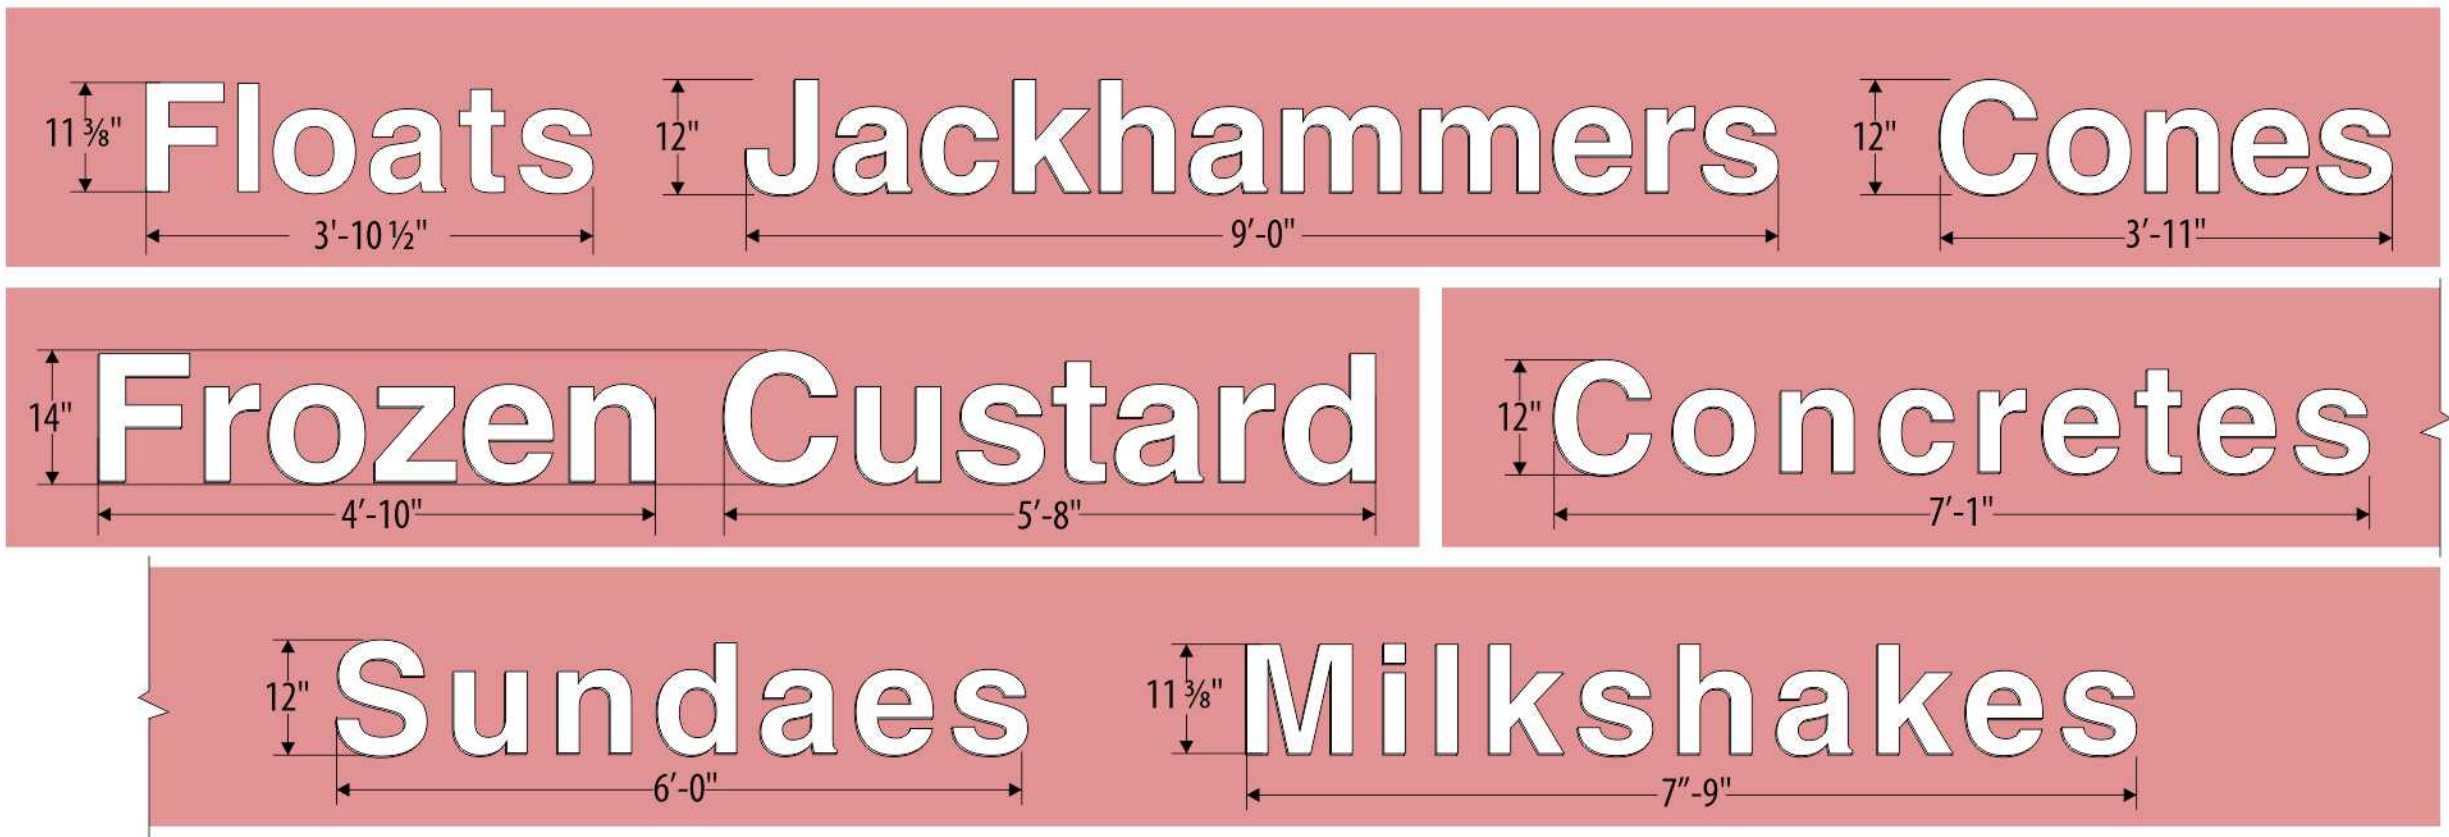 11 ⅜" Floats 12" Jackhammers 12" Cones
3'-10 ½" 9'-0" 3'-11"
14" Frozen Custard 12" Concretes
4'-10" 5'-8" 7'-1"
12" Sundaes 11 ⅜" Milkshakes
6'-0" 7"-9"